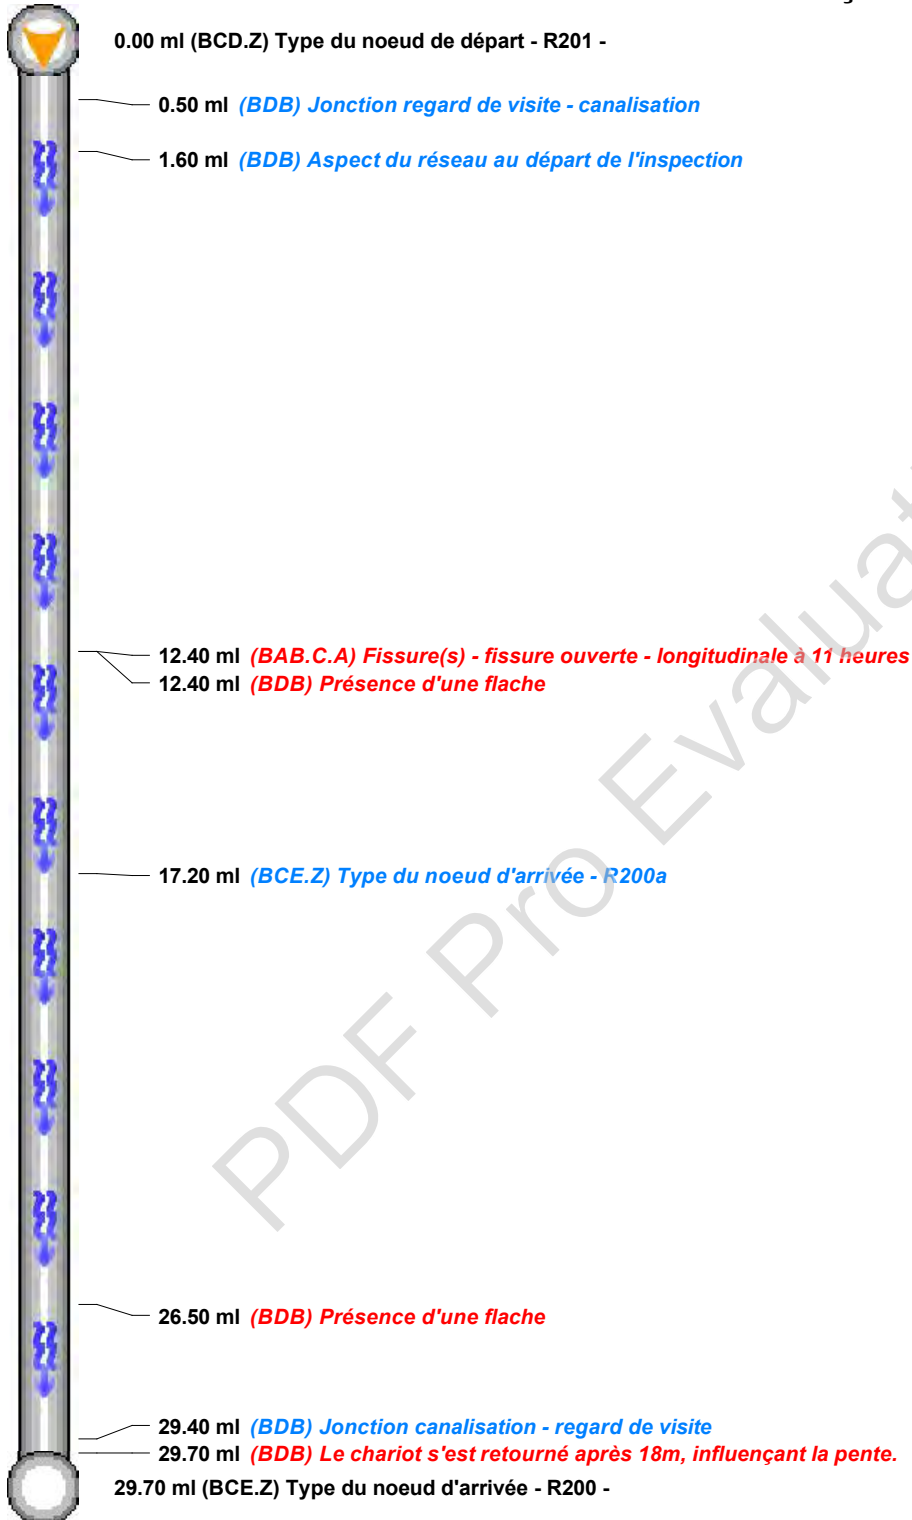 0.00 ml (BCD.Z) Type du noeud de départ - R201 -
0.50 ml (BDB) Jonction regard de visite - canalisation
1.60 ml (BDB) Aspect du réseau au départ de l'inspection
12.40 ml (BAB.C.A) Fissure(s) - fissure ouverte - longitudinale à 11 heures
12.40 ml (BDB) Présence d'une flache
17.20 ml (BCE.Z) Type du noeud d'arrivée - R200a
26.50 ml (BDB) Présence d'une flache
29.40 ml (BDB) Jonction canalisation - regard de visite
29.70 ml (BDB) Le chariot s'est retourné après 18m, influençant la pente.
29.70 ml (BCE.Z) Type du noeud d'arrivée - R200 -
PDF Pro Evaluat